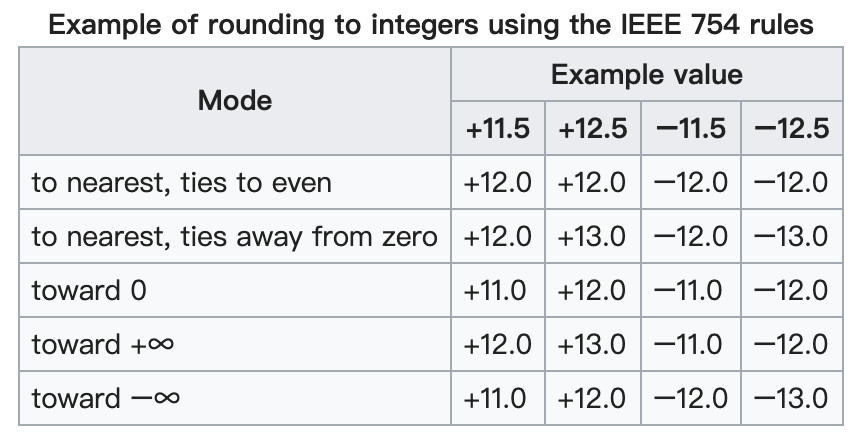 Example of rounding to integers using the IEEE 754 rules
Mode
Example value
+11.5 +12.5 −11.5 −12.5
to nearest, ties to even +12.0 +12.0 −12.0 −12.0
to nearest, ties away from zero +12.0 +13.0 −12.0 −13.0
toward 0 +11.0 +12.0 −11.0 −12.0
toward +∞ +12.0 +13.0 −11.0 −12.0
toward −∞ +11.0 +12.0 −12.0 −13.0